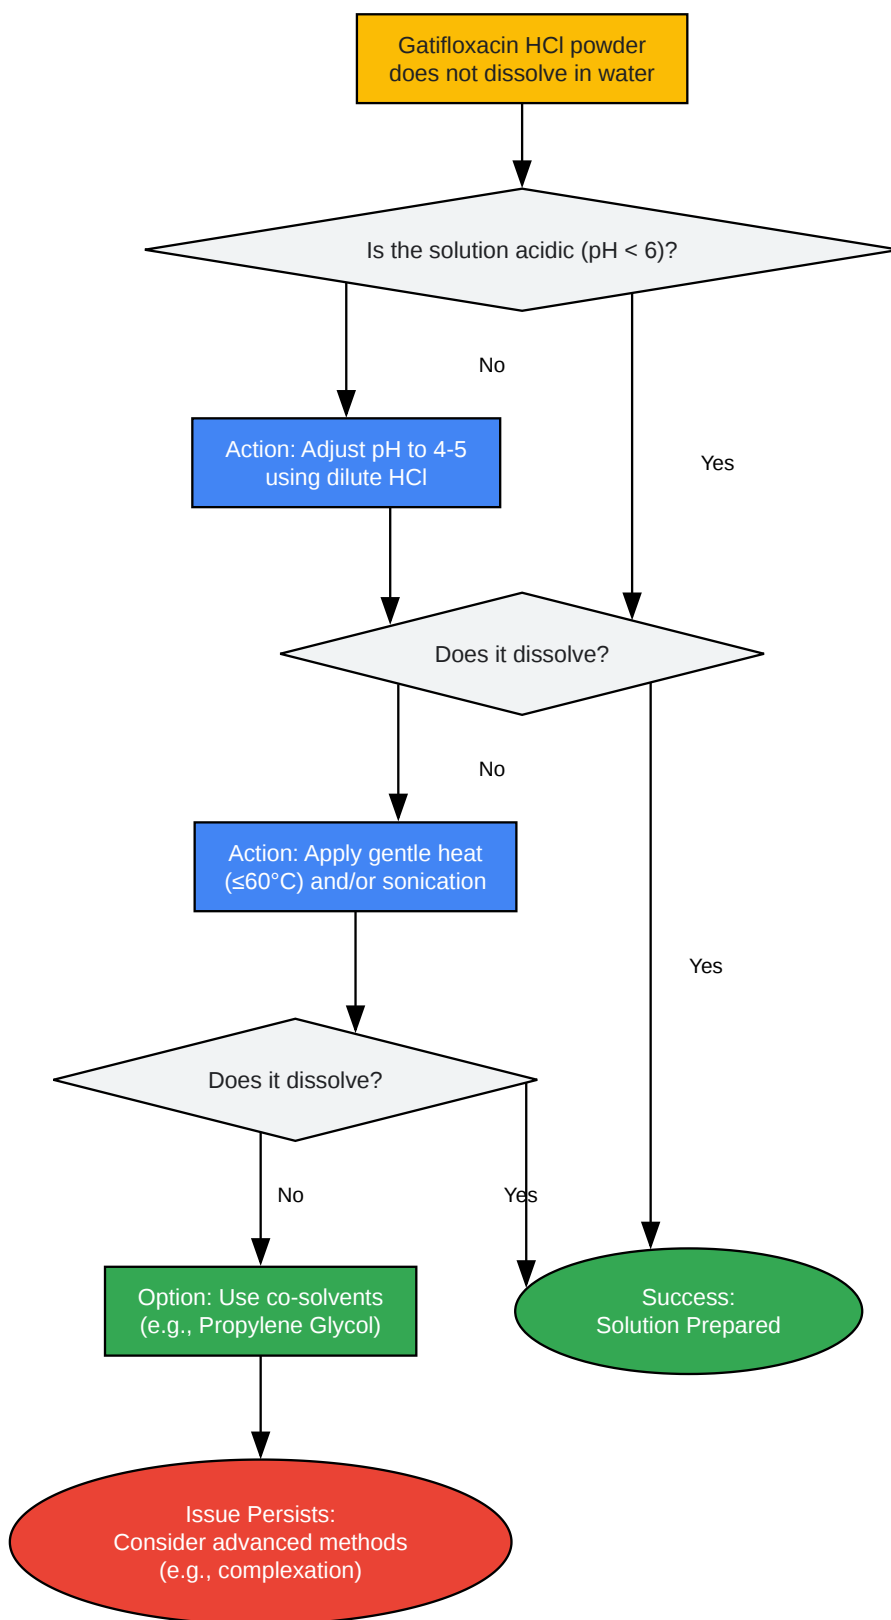 Gatifloxacin HCl powder
does not dissolve in water
Is the solution acidic (pH < 6)?
No
Action: Adjust pH to 4-5
using dilute HCl
Yes
Does it dissolve?
No
Action: Apply gentle heat
(≤60°C) and/or sonication
Yes
Does it dissolve?
No
Yes
Option: Use co-solvents
(e.g., Propylene Glycol)
Success:
Solution Prepared
Issue Persists:
Consider advanced methods
(e.g., complexation)